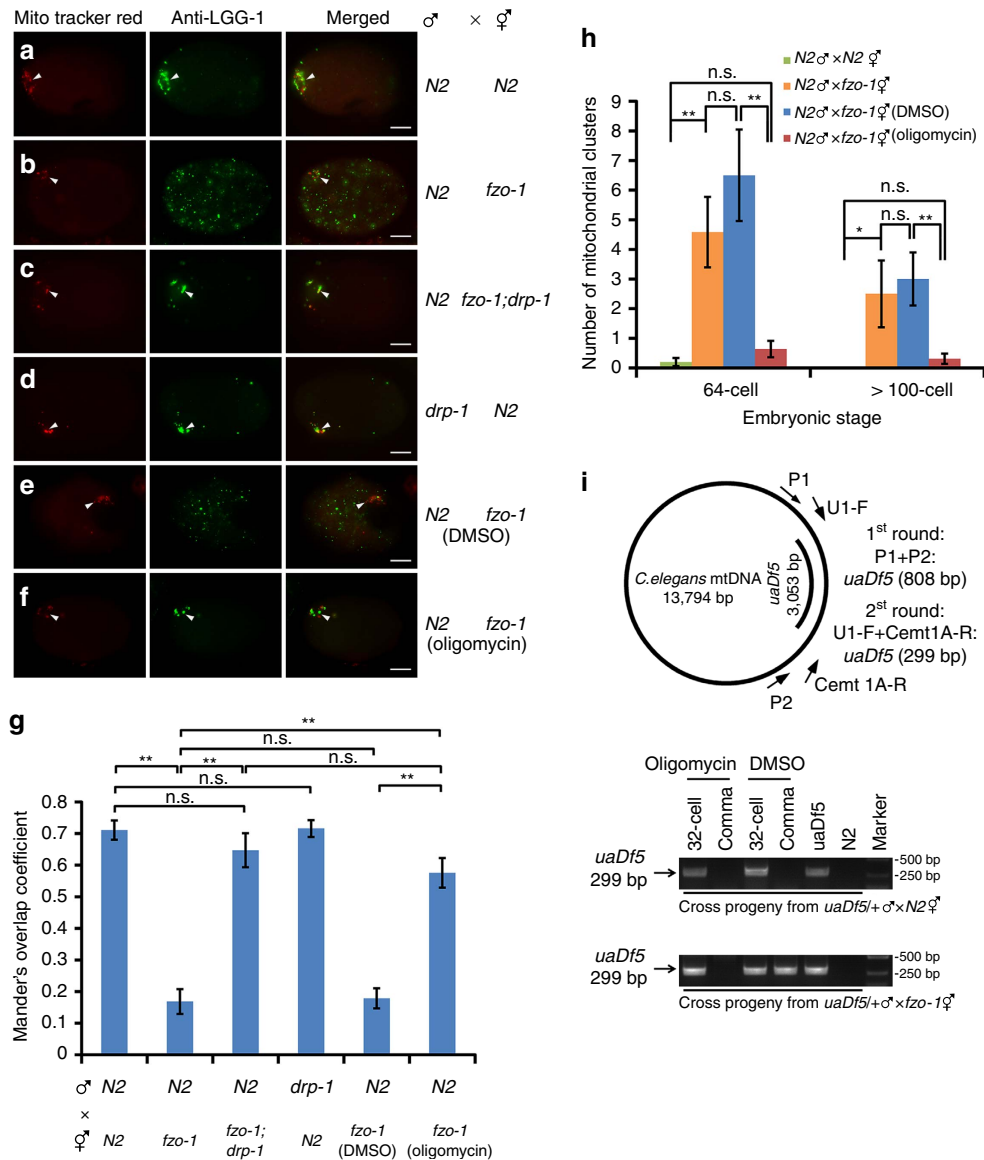 Mito tracker red Anti-LGG-1 Merged ♂ × ⚥
a N2 N2
b N2 fzo-1
c N2 fzo-1;drp-1
d drp-1 N2
e N2 fzo-1
(DMSO)
f N2 fzo-1
(oligomycin)
g
**
n.s.
** ** n.s.
n.s. **
n.s.
Mander's overlap coefficient
0.8
0.7
0.6
0.5
0.4
0.3
0.2
0.1
0
♂ N2 N2 N2 drp-1 N2 N2
×
⚥ N2 fzo-1 fzo-1; drp-1 N2 fzo-1 (DMSO) fzo-1 (oligomycin)
h
N2♂×N2 ⚥
N2♂×fzo-1⚥
N2♂×fzo-1⚥(DMSO)
N2♂×fzo-1⚥(oligomycin)
n.s.
n.s.
** **
n.s.
n.s.
* **
Number of mitochondrial clusters
9
8
7
6
5
4
3
2
1
0
64-cell > 100-cell
Embryonic stage
i
P1
U1-F
C.elegans mtDNA
13,794 bp
uaDf5
3,053 bp
P2
Cemt 1A-R
1st round:
P1+P2:
uaDf5 (808 bp)
2st round:
U1-F+Cemt1A-R:
uaDf5 (299 bp)
Oligomycin DMSO
32-cell Comma 32-cell Comma uaDf5 N2 Marker
uaDf5
299 bp
-500 bp
-250 bp
Cross progeny from uaDf5/+♂×N2⚥
uaDf5
299 bp
-500 bp
-250 bp
Cross progeny from uaDf5/+♂×fzo-1⚥